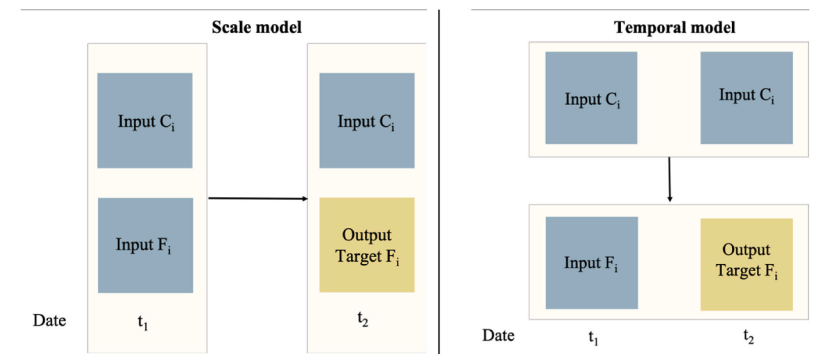 Scale model
Input Cᵢ
Input Cᵢ
Input Fᵢ
Output
Target Fᵢ
Date
t₁
t₂
Temporal model
Input Cᵢ
Input Cᵢ
Input Fᵢ
Output
Target Fᵢ
Date
t₁
t₂